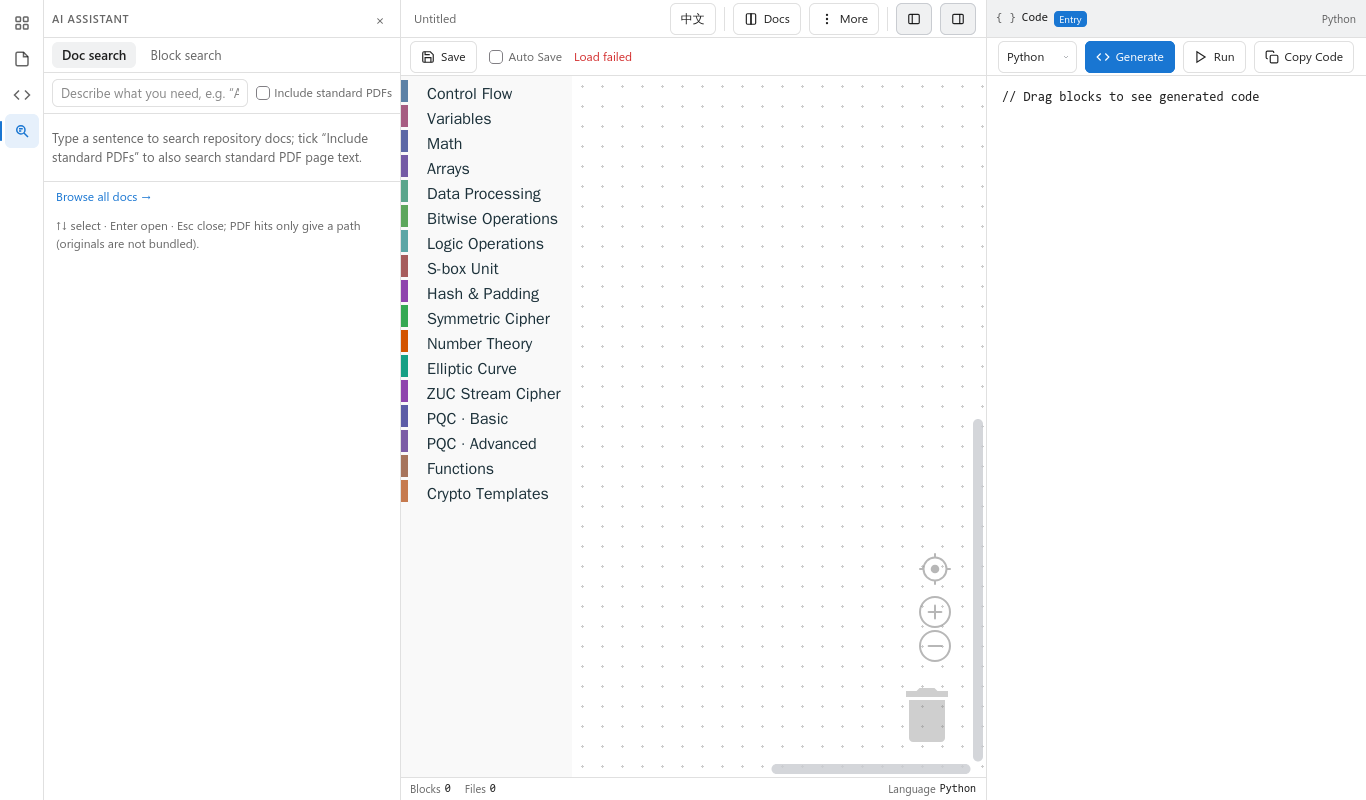 AI ASSISTANT
×
Doc search
Block search
Describe what you need, e.g. “A
Include standard PDFs
Type a sentence to search repository docs; tick “Include
standard PDFs” to also search standard PDF page text.
Browse all docs →
↑↓ select · Enter open · Esc close; PDF hits only give a path
(originals are not bundled).
Untitled
中文
Docs
More
Save
Auto Save
Load failed
Control Flow
Variables
Math
Arrays
Data Processing
Bitwise Operations
Logic Operations
S-box Unit
Hash & Padding
Symmetric Cipher
Number Theory
Elliptic Curve
ZUC Stream Cipher
PQC · Basic
PQC · Advanced
Functions
Crypto Templates
Blocks 0
Files 0
Language Python
{ } Code
Entry
Python
Python
Generate
Run
Copy Code
// Drag blocks to see generated code